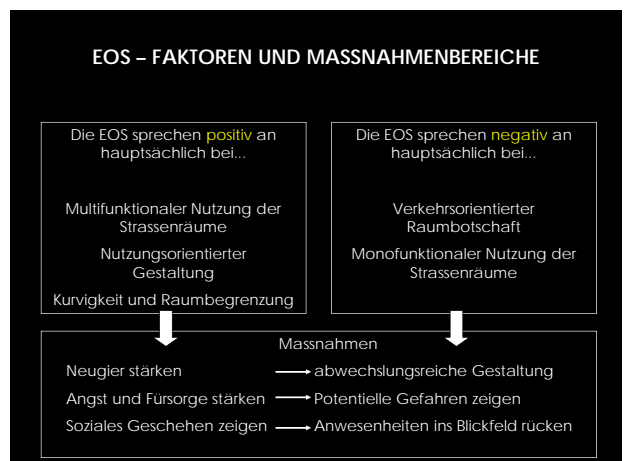 EOS – FAKTOREN UND MASSNAHMENBEREICHE
Die EOS sprechen positiv an
hauptsächlich bei...
Multifunktionaler Nutzung der
Strassenräume
Nutzungsorientierter
Gestaltung
Kurvigkeit und Raumbegrenzung
Die EOS sprechen negativ an
hauptsächlich bei...
Verkehrsorientierter
Raumbotschaft
Monofunktionaler Nutzung der
Strassenräume
Massnahmen
Neugier stärken abwechslungsreiche Gestaltung
Angst und Fürsorge stärken Potentielle Gefahren zeigen
Soziales Geschehen zeigen Anwesenheiten ins Blickfeld rücken